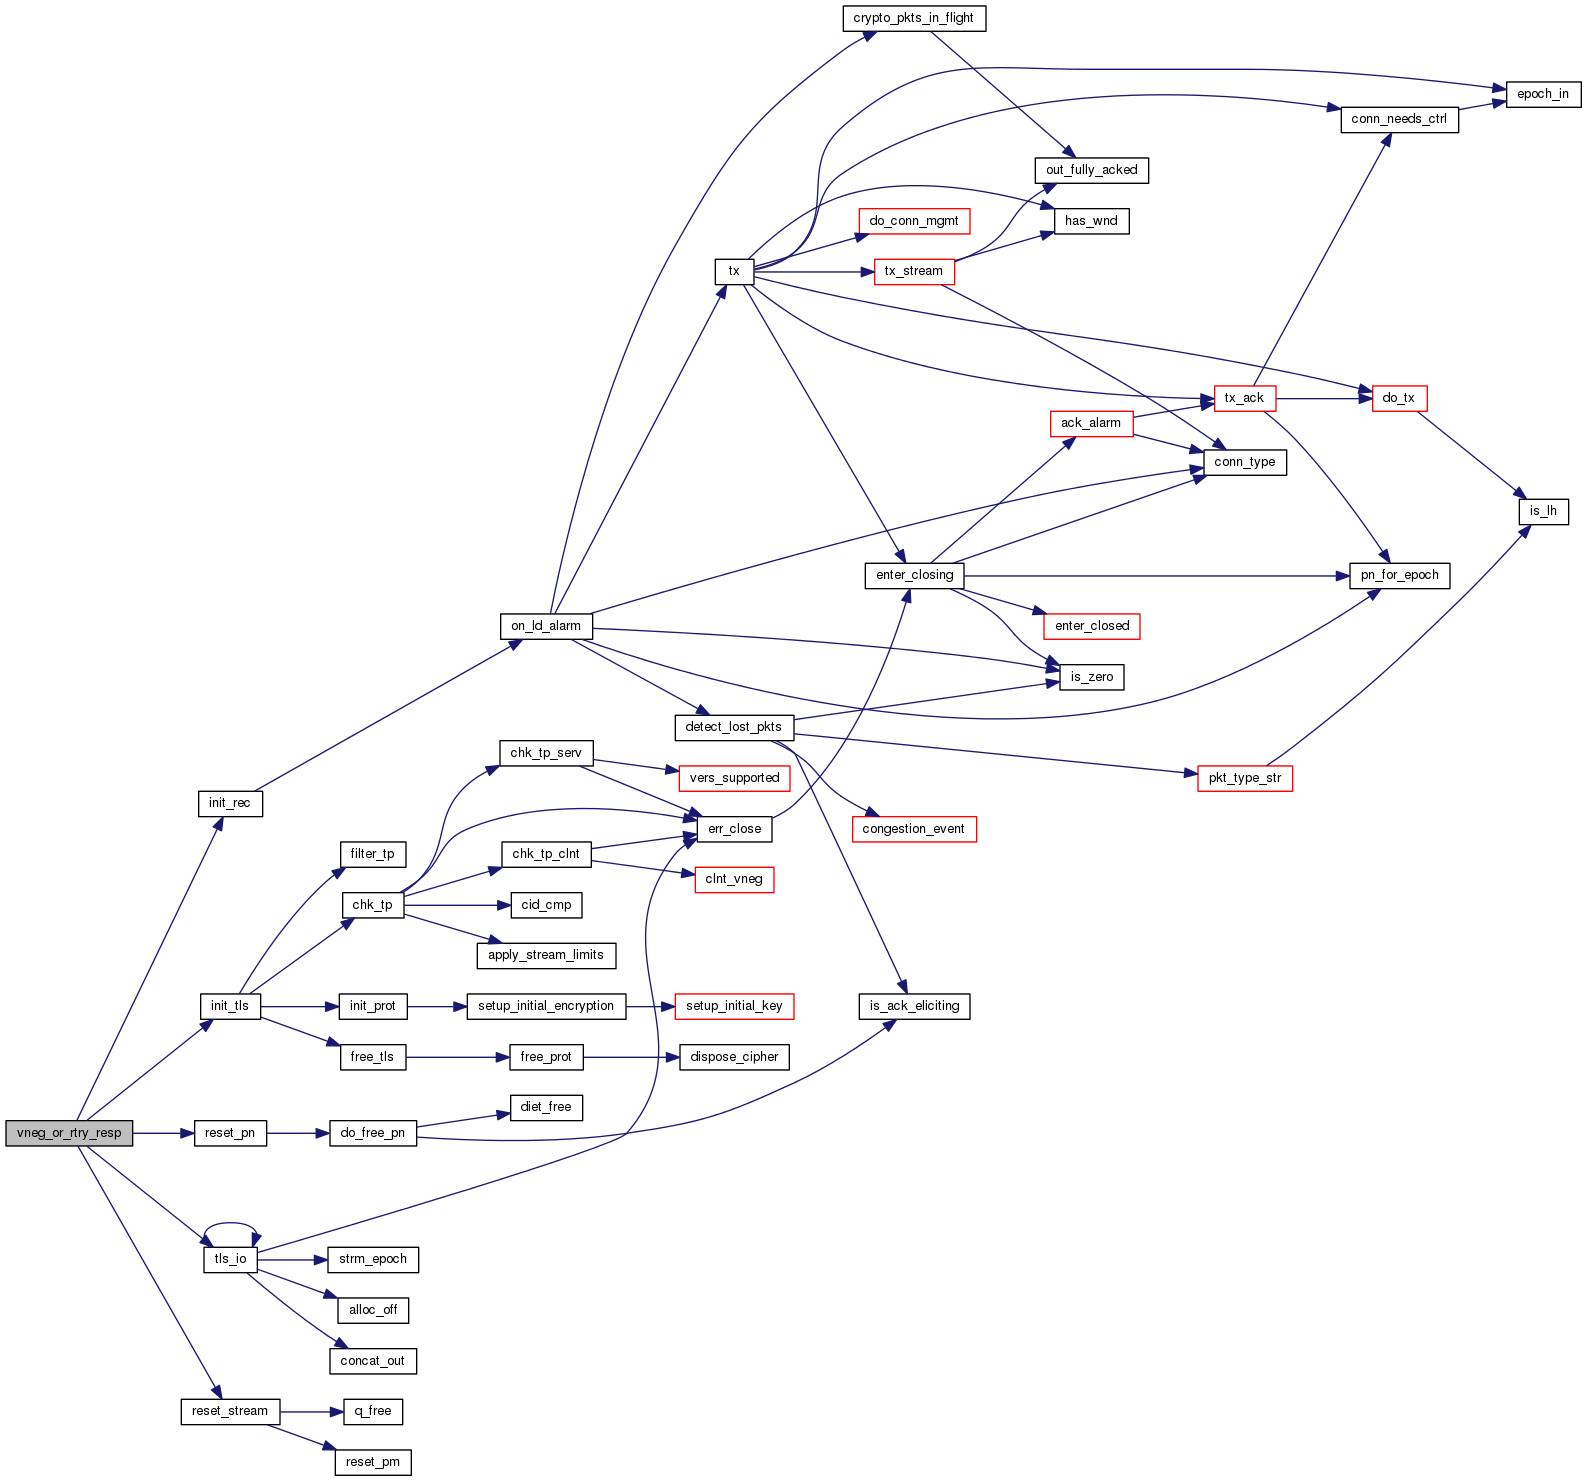 crypto_pkts_in_flight
epoch_in
conn_needs_ctrl
out_fully_acked
do_conn_mgmt
has_wnd
tx
tx_stream
tx_ack
do_tx
ack_alarm
conn_type
is_lh
enter_closing
pn_for_epoch
on_ld_alarm
enter_closed
is_zero
detect_lost_pkts
chk_tp_serv
vers_supported
pkt_type_str
init_rec
err_close
congestion_event
filter_tp
chk_tp_clnt
clnt_vneg
chk_tp
cid_cmp
apply_stream_limits
init_tls
init_prot
setup_initial_encryption
setup_initial_key
is_ack_eliciting
free_tls
free_prot
dispose_cipher
diet_free
vneg_or_rtry_resp
reset_pn
do_free_pn
tls_io
strm_epoch
alloc_off
concat_out
reset_stream
q_free
reset_pm